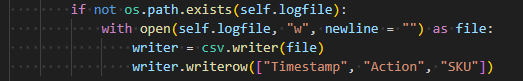 if not os.path.exists(self.logfile):
    with open(self.logfile, "w", newline = "") as file:
        writer = csv.writer(file)
        writer.writerow(["Timestamp", "Action", "SKU"])